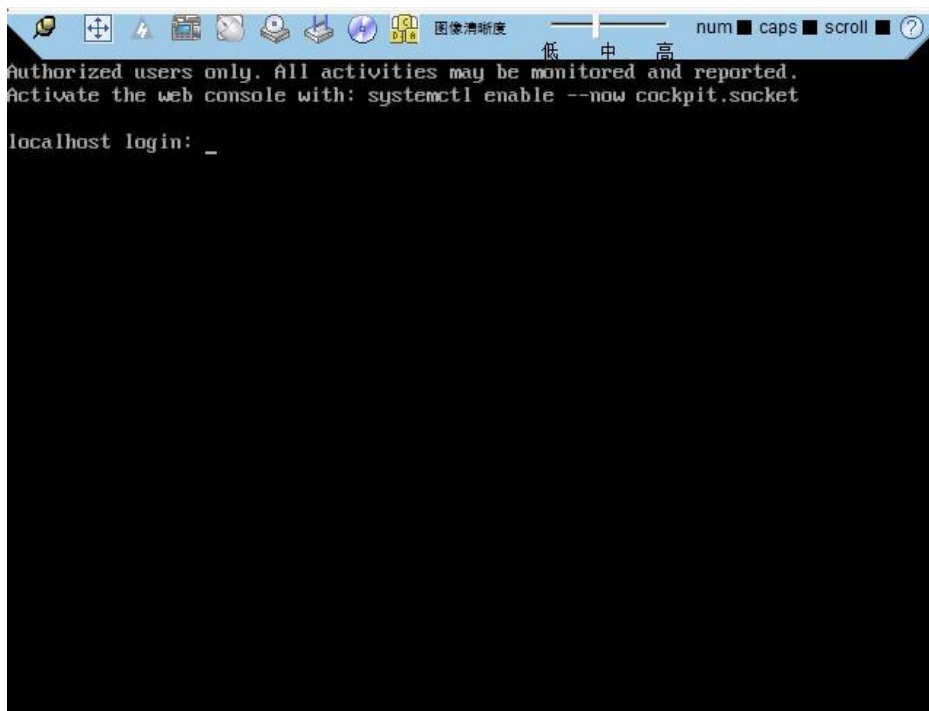 图像清晰度 低 中 高 num caps scroll ?
Authorized users only. All activities may be monitored and reported.
Activate the web console with: systemctl enable --now cockpit.socket
localhost login: _